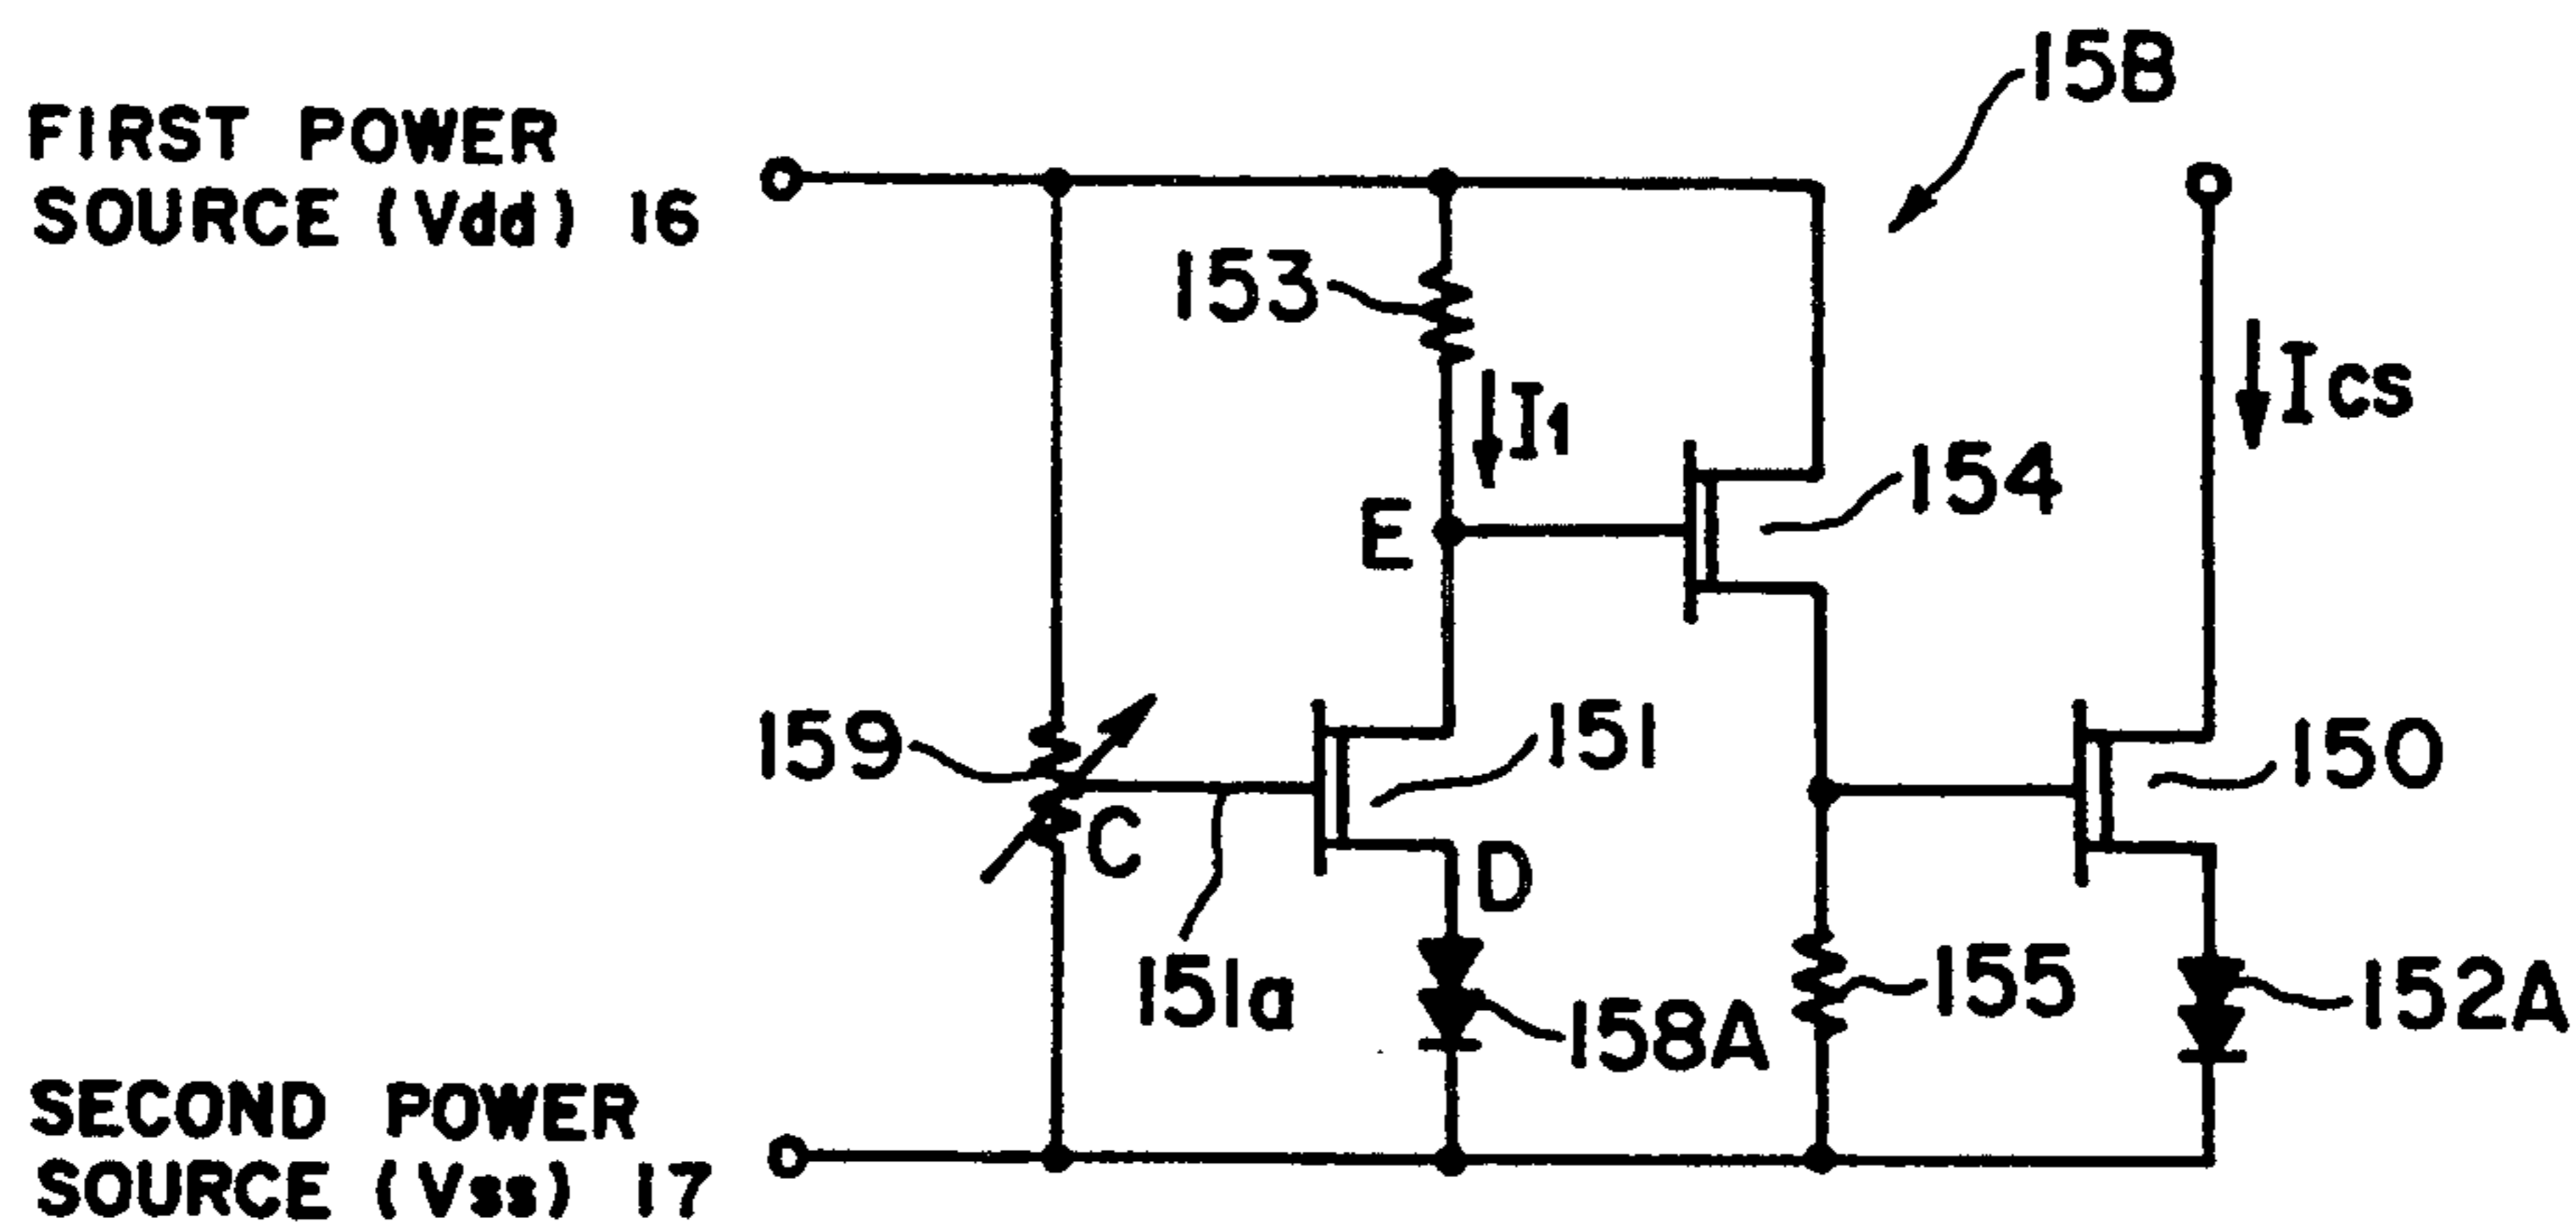 15B
FIRST POWER
SOURCE (Vdd) 16
153
I1
Ics
154
E
159
C
151
150
D
151a
158A
155
152A
SECOND POWER
SOURCE (Vss) 17